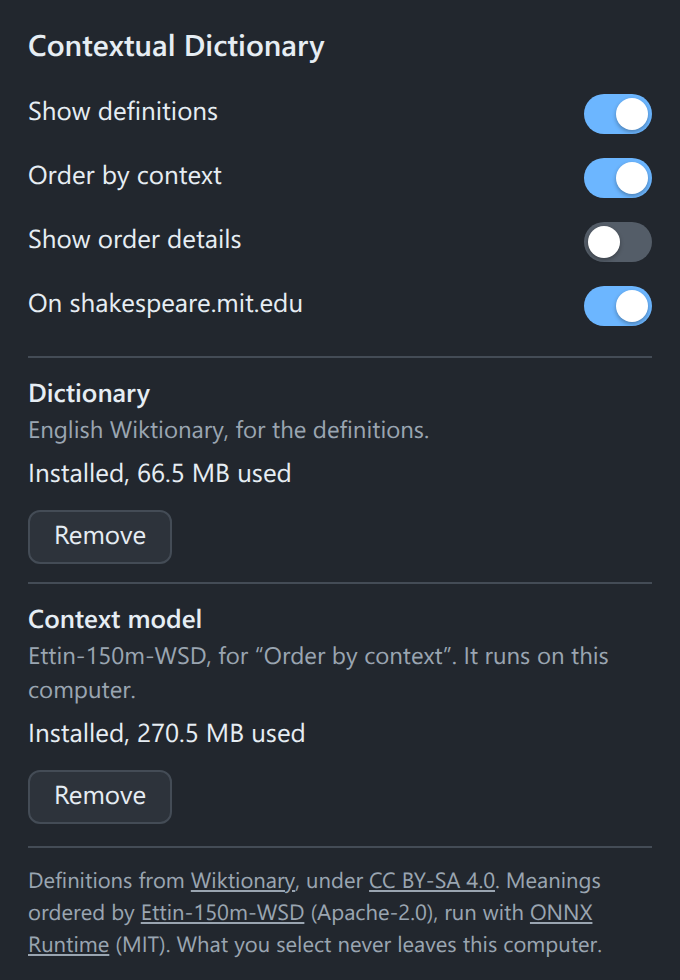 Contextual Dictionary
Show definitions
Order by context
Show order details
On shakespeare.mit.edu
Dictionary
English Wiktionary, for the definitions.
Installed, 66.5 MB used
Remove
Context model
Ettin-150m-WSD, for “Order by context”. It runs on this
computer.
Installed, 270.5 MB used
Remove
Definitions from Wiktionary, under CC BY-SA 4.0. Meanings
ordered by Ettin-150m-WSD (Apache-2.0), run with ONNX
Runtime (MIT). What you select never leaves this computer.